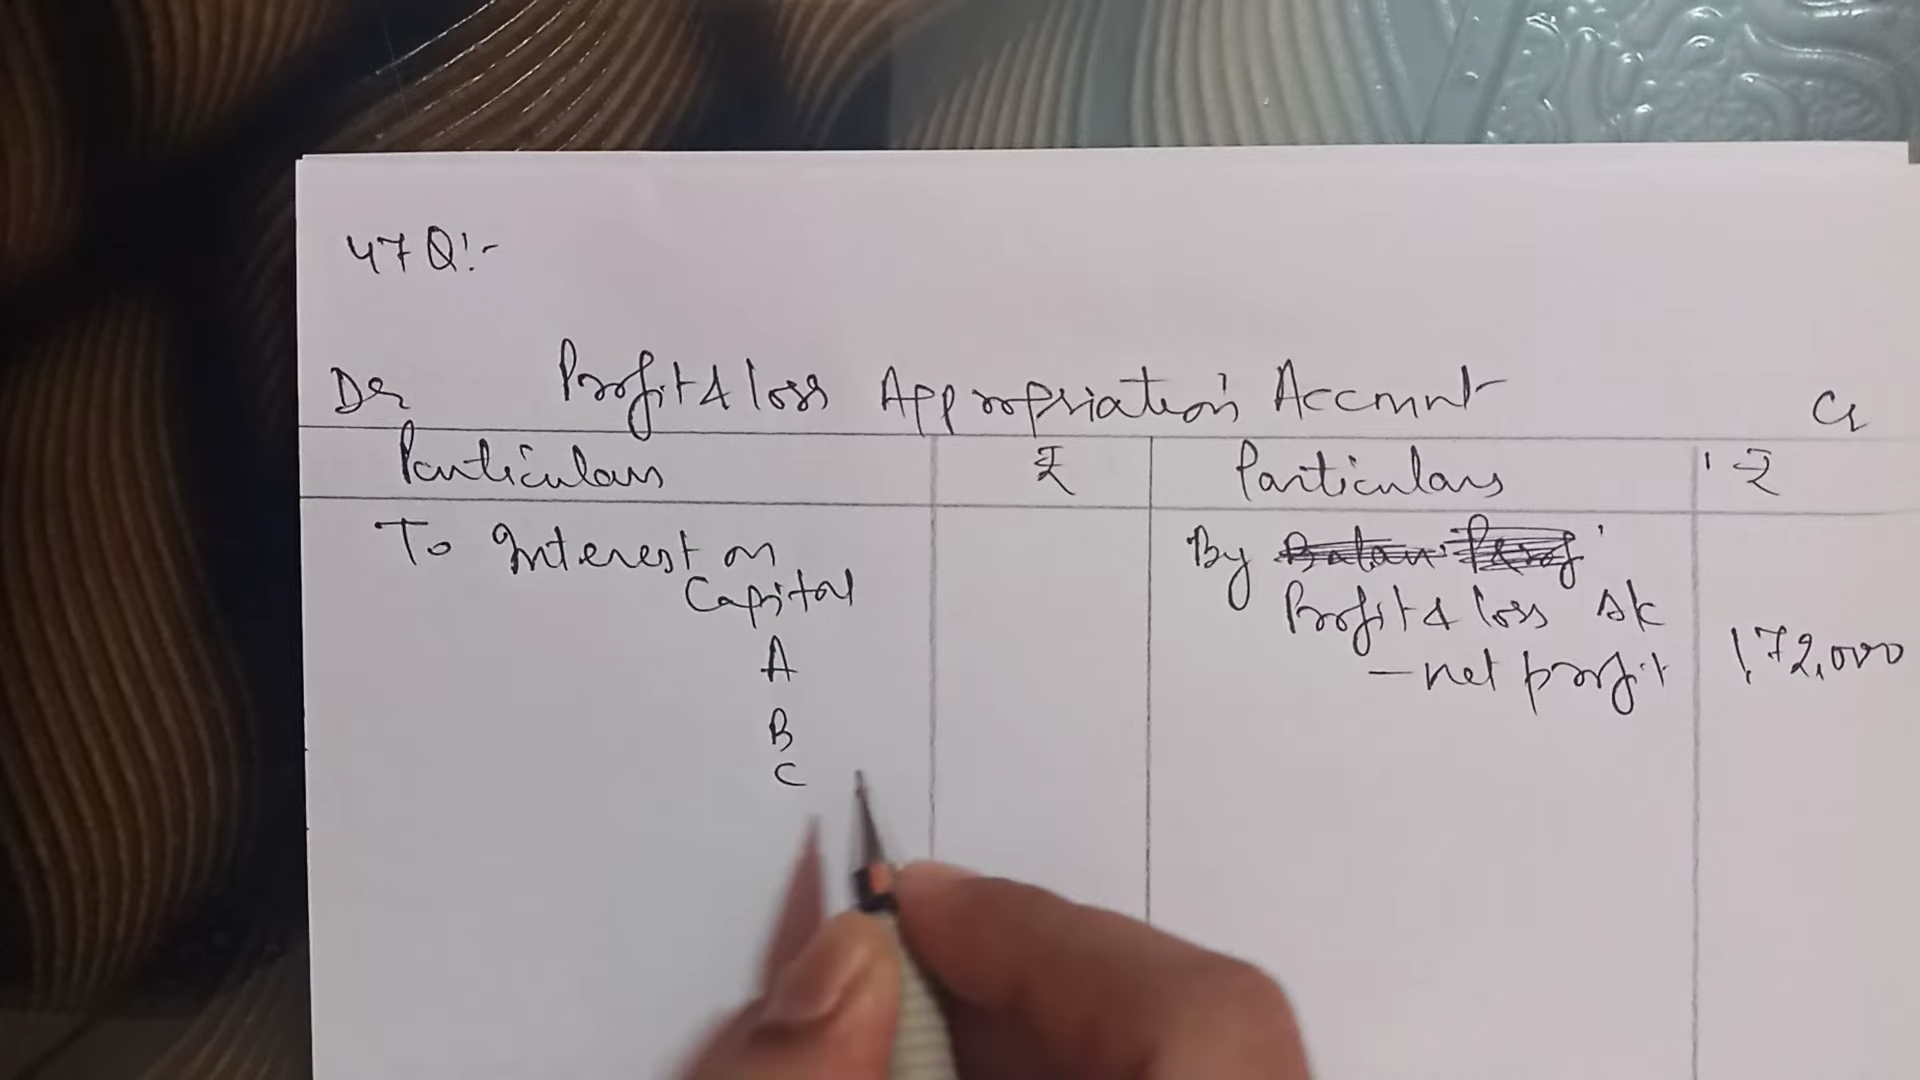 47Q:-
Dr Profit & loss Appropriation Account Cr
Particulars ₹ Particulars ₹
To Interest on
Capital
A
B
C
By
Profit & loss A/c
- net profit 1,72,000